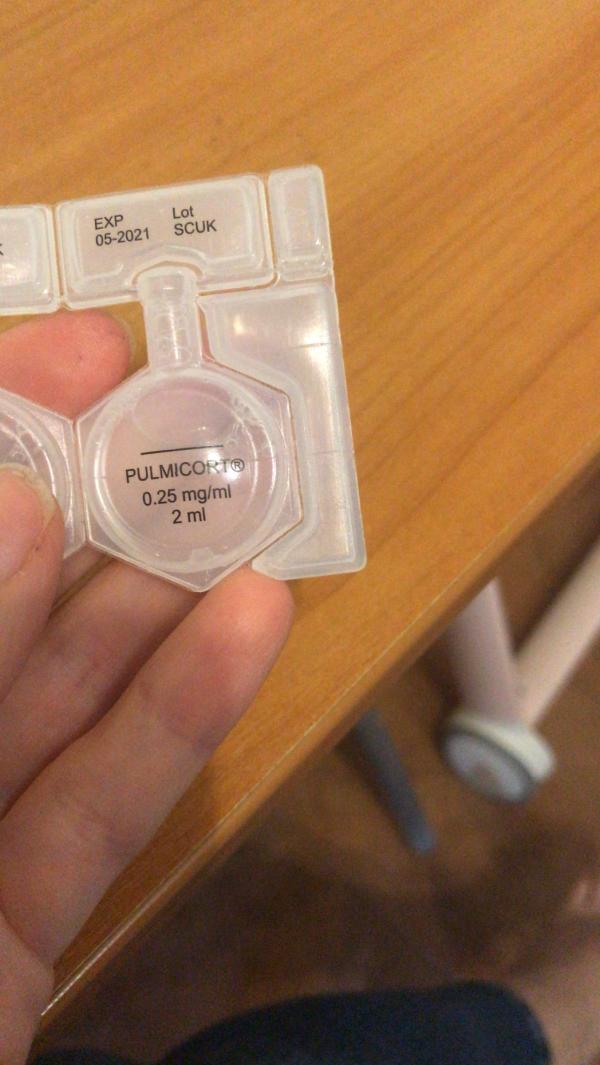 EXP
05-2021
Lot
SCUK
PULMICORT®
0.25 mg/ml
2 ml